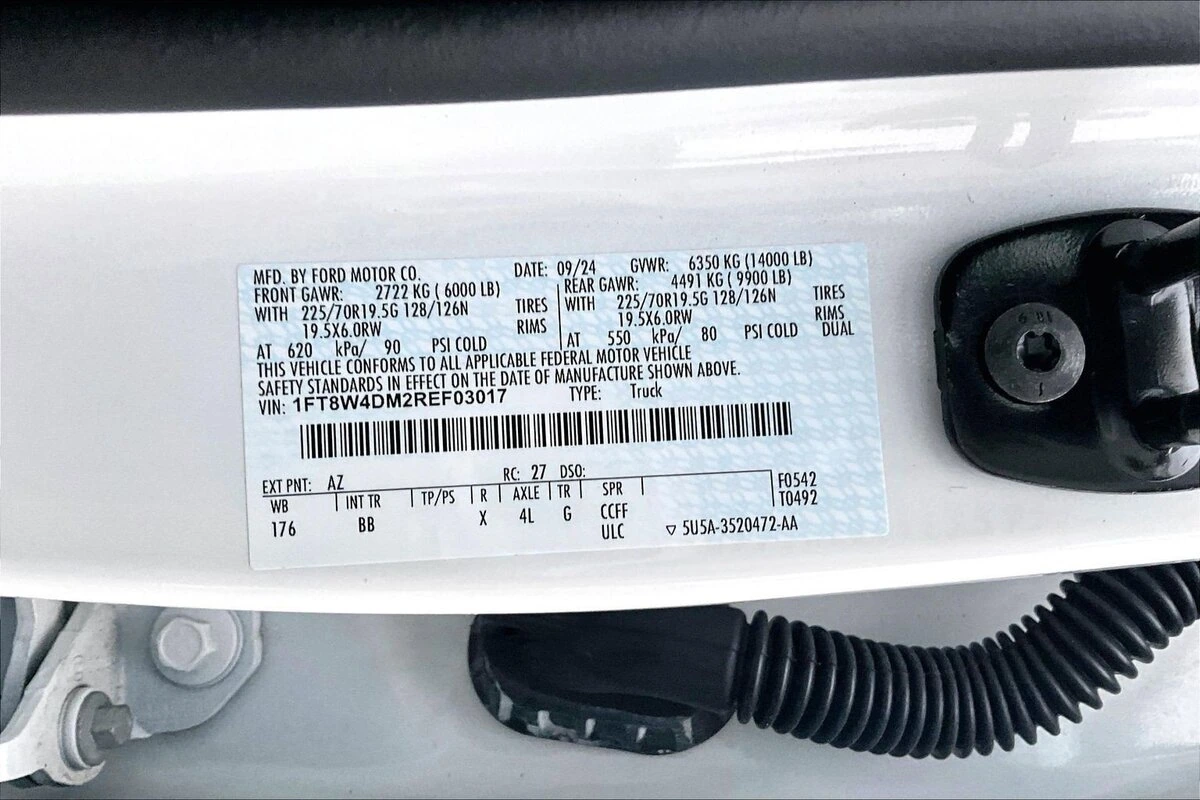 MFD. BY FORD MOTOR CO. DATE: 09/24 GVWR: 6350 KG (14000 LB)
FRONT GAWR: 2722 KG ( 6000 LB) REAR GAWR: 4491 KG ( 9900 LB)
WITH 225/70R19.5G 128/126N TIRES WITH 225/70R19.5G 128/126N TIRES
19.5X6.0RW RIMS 19.5X6.0RW RIMS
AT 620 kPa/ 90 PSI COLD AT 550 kPa/ 80 PSI COLD DUAL
THIS VEHICLE CONFORMS TO ALL APPLICABLE FEDERAL MOTOR VEHICLE
SAFETY STANDARDS IN EFFECT ON THE DATE OF MANUFACTURE SHOWN ABOVE.
VIN: 1FT8W4DM2REF03017 TYPE: Truck
EXT PNT: AZ RC: 27 DSO:
WB INT TR TP/PS R AXLE TR SPR F0542
176 BB X 4L G CCFF T0492
ULC ▽ 5U5A-3520472-AA